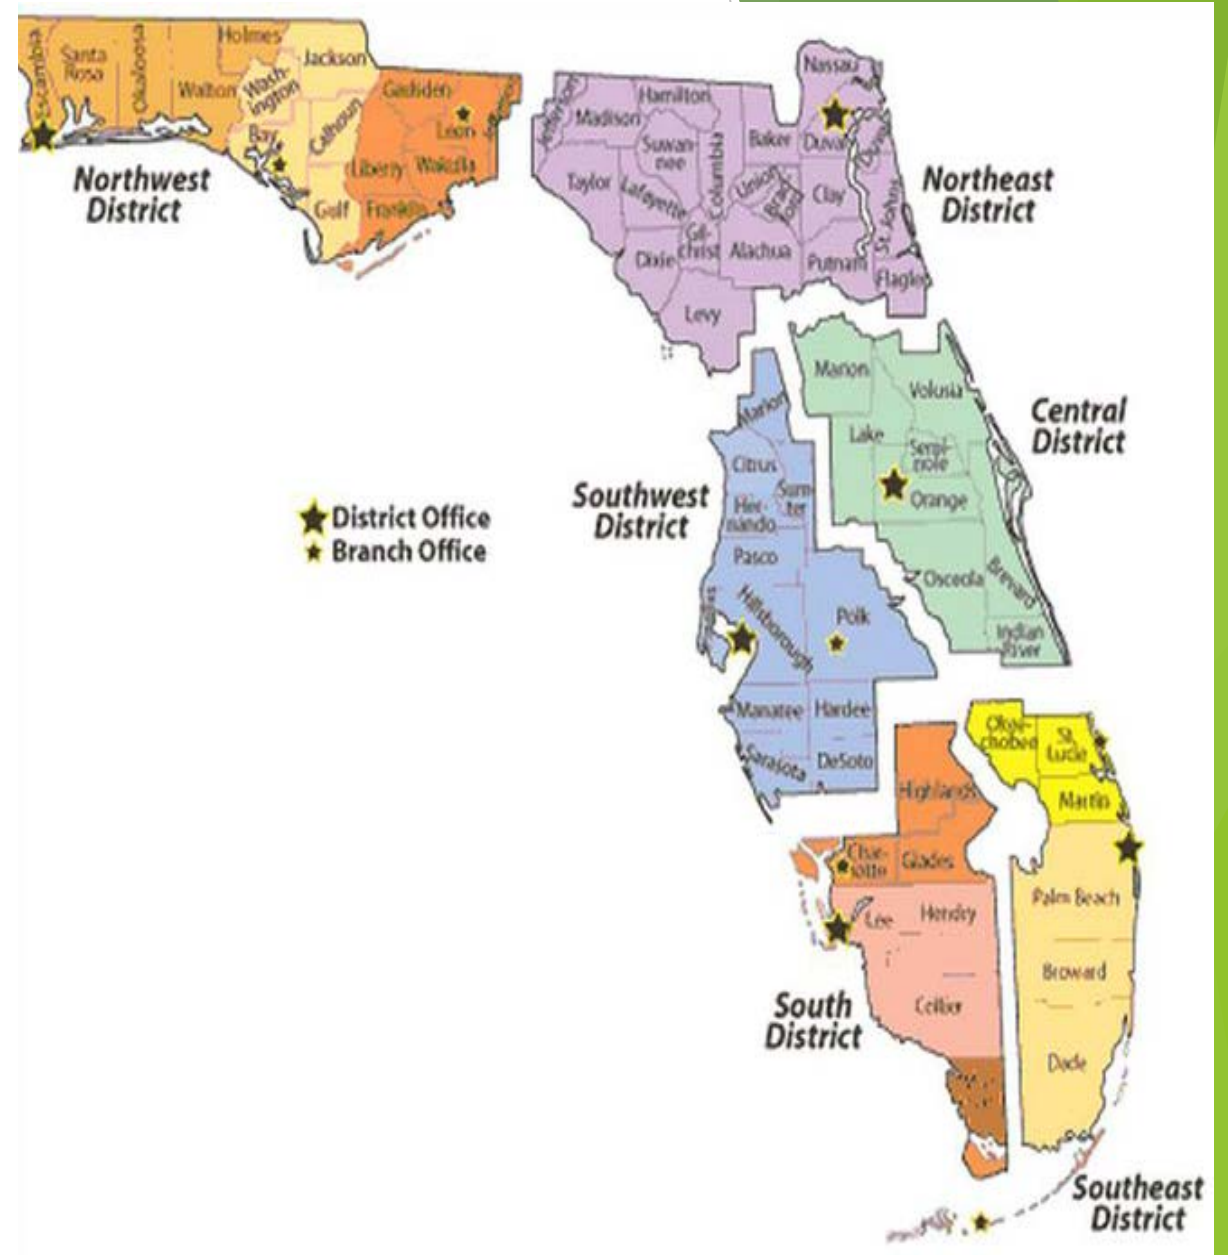 Escambia
Santa
Rosa
Okaloosa
Holmes
Walton
Wash-
ington
Jackson
Bay
Calhoun
Gulf
Gadsden
Leon
Liberty
Wakulla
Franklin
Northwest
District
Jefferson
Madison
Hamilton
Suwan-
nee
Columbia
Baker
Nassau
Duval
Duval
Taylor
Lafayette
Union
Brad
ford
Clay
St. Johns
Dixie
Gil-
christ
Alachua
Putnam
Flagler
Levy
Northeast
District
Marion
Volusia
Lake
Semi-
nole
Orange
Osceola
Brevard
Indian
River
Central
District
Marion
Citrus
Sum-
ter
Her-
nando
Pasco
Hillsborough
Polk
Manatee
Hardee
Sarasota
DeSoto
Southwest
District
District Office
Branch Office
Highlands
Char-
lotte
Glades
Lee
Hendry
Collier
South
District
Okee-
chobee
St.
Lucie
Martin
Palm Beach
Broward
Dade
Southeast
District